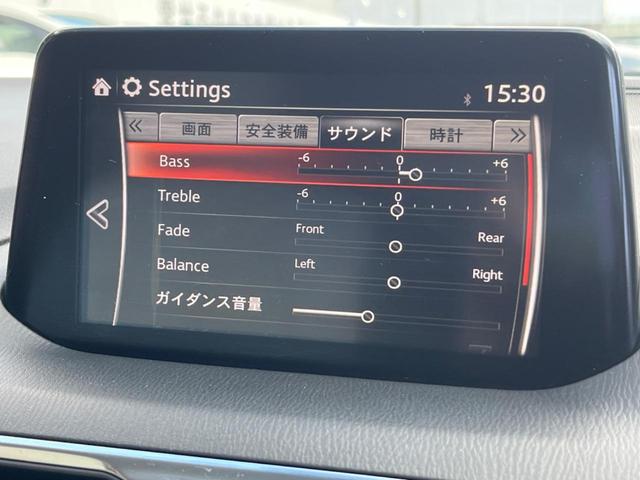 Settings 15:30
« 画面 安全装備 サウンド 時計 »
Bass -6 0 +6
Treble -6 0 +6
Fade Front Rear
Balance Left Right
ガイダンス音量